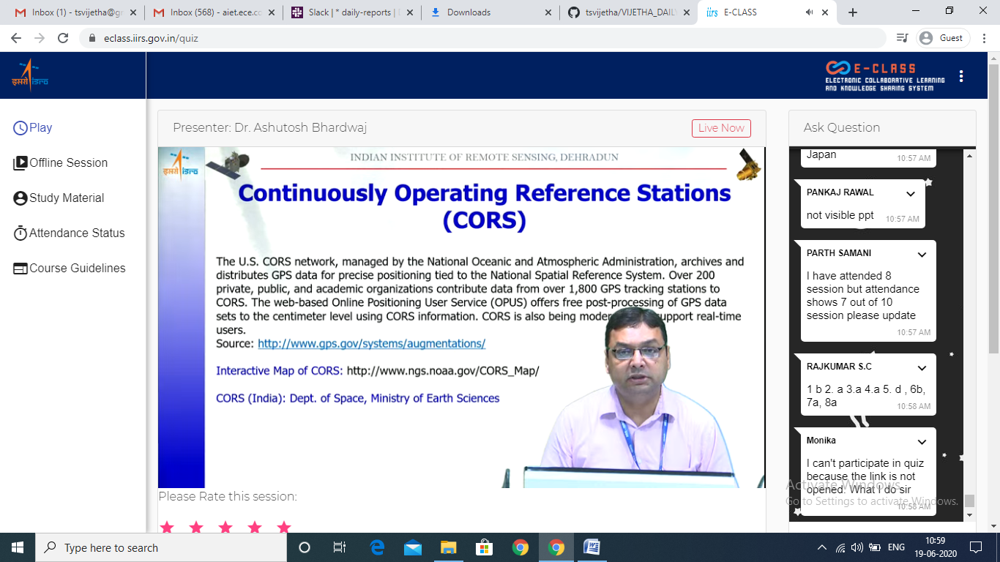 Inbox (1) - tsvijetha@gr
Inbox (568) - aiet.ece.co
Slack | * daily-reports |
Downloads
tsvijetha/VIJETHA_DAIL
iirs
E-CLASS
eclass.iirs.gov.in/quiz
Guest
इसरो isro
E-CLASS
ELECTRONIC COLLABORATIVE LEARNING
AND KNOWLEDGE SHARING SYSTEM
Play
Offline Session
Study Material
Attendance Status
Course Guidelines
Presenter: Dr. Ashutosh Bhardwaj
Live Now
इसरो isro
INDIAN INSTITUTE OF REMOTE SENSING, DEHRADUN
Continuously Operating Reference Stations
(CORS)
The U.S. CORS network, managed by the National Oceanic and Atmospheric Administration, archives and
distributes GPS data for precise positioning tied to the National Spatial Reference System. Over 200
private, public, and academic organizations contribute data from over 1,800 GPS tracking stations to
CORS. The web-based Online Positioning User Service (OPUS) offers free post-processing of GPS data
sets to the centimeter level using CORS information. CORS is also being moder support real-time
users.
Source: http://www.gps.gov/systems/augmentations/
Interactive Map of CORS: http://www.ngs.noaa.gov/CORS_Map/
CORS (India): Dept. of Space, Ministry of Earth Sciences
Please Rate this session:
Ask Question
Japan
10:57 AM
PANKAJ RAWAL
not visible ppt
10:57 AM
PARTH SAMANI
I have attended 8
session but attendance
shows 7 out of 10
session please update
10:57 AM
RAJKUMAR S.C
1 b 2. a 3.a 4.a 5. d , 6b,
7a, 8a
10:58 AM
Monika
I can't participate in quiz
because the link is not
opened. What I do sir
10:58 AM
Activate Windows
Go to Settings to activate Windows.
Type here to search
ENG
10:59
19-06-2020